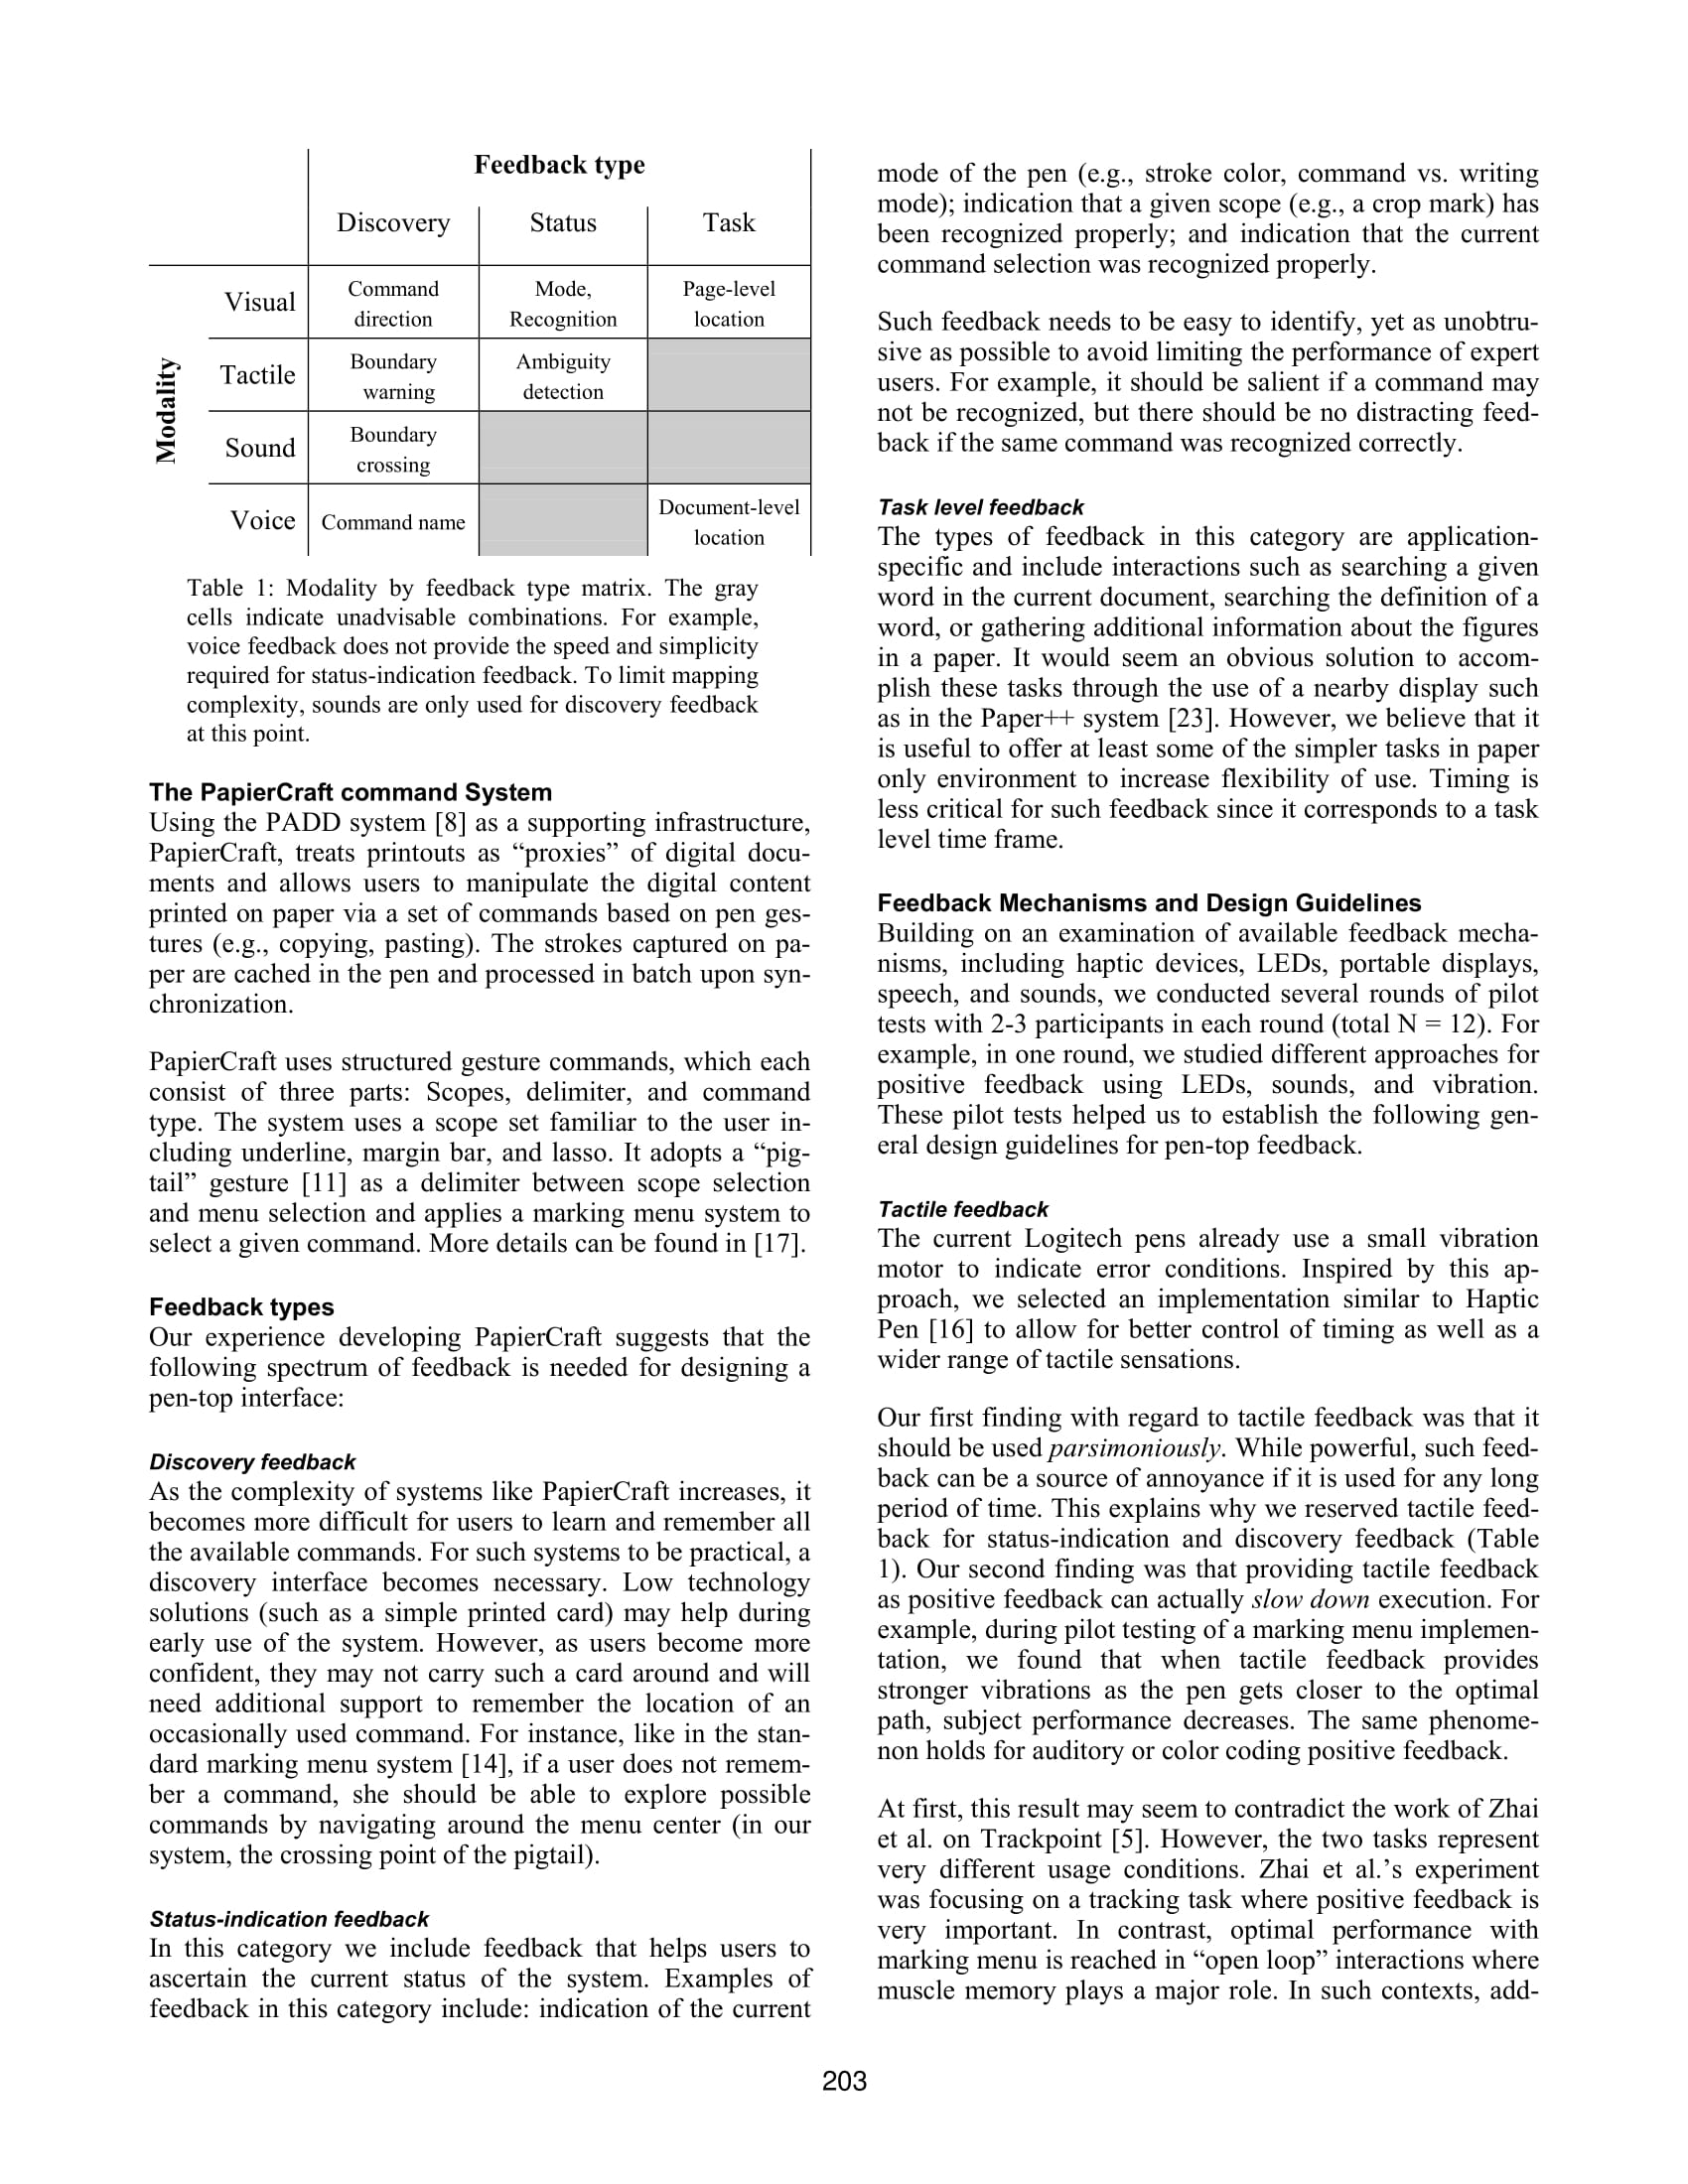 Feedback type
Discovery Status Task
Modality
Visual Command direction Mode, Recognition Page-level location
Tactile Boundary warning Ambiguity detection
Sound Boundary crossing
Voice Command name Document-level location
Table 1: Modality by feedback type matrix. The gray
cells indicate unadvisable combinations. For example,
voice feedback does not provide the speed and simplicity
required for status-indication feedback. To limit mapping
complexity, sounds are only used for discovery feedback
at this point.
The PapierCraft command System
Using the PADD system [8] as a supporting infrastructure,
PapierCraft, treats printouts as “proxies” of digital docu-
ments and allows users to manipulate the digital content
printed on paper via a set of commands based on pen ges-
tures (e.g., copying, pasting). The strokes captured on pa-
per are cached in the pen and processed in batch upon syn-
chronization.
PapierCraft uses structured gesture commands, which each
consist of three parts: Scopes, delimiter, and command
type. The system uses a scope set familiar to the user in-
cluding underline, margin bar, and lasso. It adopts a “pig-
tail” gesture [11] as a delimiter between scope selection
and menu selection and applies a marking menu system to
select a given command. More details can be found in [17].
Feedback types
Our experience developing PapierCraft suggests that the
following spectrum of feedback is needed for designing a
pen-top interface:
Discovery feedback
As the complexity of systems like PapierCraft increases, it
becomes more difficult for users to learn and remember all
the available commands. For such systems to be practical, a
discovery interface becomes necessary. Low technology
solutions (such as a simple printed card) may help during
early use of the system. However, as users become more
confident, they may not carry such a card around and will
need additional support to remember the location of an
occasionally used command. For instance, like in the stan-
dard marking menu system [14], if a user does not remem-
ber a command, she should be able to explore possible
commands by navigating around the menu center (in our
system, the crossing point of the pigtail).
Status-indication feedback
In this category we include feedback that helps users to
ascertain the current status of the system. Examples of
feedback in this category include: indication of the current
mode of the pen (e.g., stroke color, command vs. writing
mode); indication that a given scope (e.g., a crop mark) has
been recognized properly; and indication that the current
command selection was recognized properly.
Such feedback needs to be easy to identify, yet as unobtru-
sive as possible to avoid limiting the performance of expert
users. For example, it should be salient if a command may
not be recognized, but there should be no distracting feed-
back if the same command was recognized correctly.
Task level feedback
The types of feedback in this category are application-
specific and include interactions such as searching a given
word in the current document, searching the definition of a
word, or gathering additional information about the figures
in a paper. It would seem an obvious solution to accom-
plish these tasks through the use of a nearby display such
as in the Paper++ system [23]. However, we believe that it
is useful to offer at least some of the simpler tasks in paper
only environment to increase flexibility of use. Timing is
less critical for such feedback since it corresponds to a task
level time frame.
Feedback Mechanisms and Design Guidelines
Building on an examination of available feedback mecha-
nisms, including haptic devices, LEDs, portable displays,
speech, and sounds, we conducted several rounds of pilot
tests with 2-3 participants in each round (total N = 12). For
example, in one round, we studied different approaches for
positive feedback using LEDs, sounds, and vibration.
These pilot tests helped us to establish the following gen-
eral design guidelines for pen-top feedback.
Tactile feedback
The current Logitech pens already use a small vibration
motor to indicate error conditions. Inspired by this ap-
proach, we selected an implementation similar to Haptic
Pen [16] to allow for better control of timing as well as a
wider range of tactile sensations.
Our first finding with regard to tactile feedback was that it
should be used parsimoniously. While powerful, such feed-
back can be a source of annoyance if it is used for any long
period of time. This explains why we reserved tactile feed-
back for status-indication and discovery feedback (Table
1). Our second finding was that providing tactile feedback
as positive feedback can actually slow down execution. For
example, during pilot testing of a marking menu implemen-
tation, we found that when tactile feedback provides
stronger vibrations as the pen gets closer to the optimal
path, subject performance decreases. The same phenome-
non holds for auditory or color coding positive feedback.
At first, this result may seem to contradict the work of Zhai
et al. on Trackpoint [5]. However, the two tasks represent
very different usage conditions. Zhai et al.’s experiment
was focusing on a tracking task where positive feedback is
very important. In contrast, optimal performance with
marking menu is reached in “open loop” interactions where
muscle memory plays a major role. In such contexts, add-
203